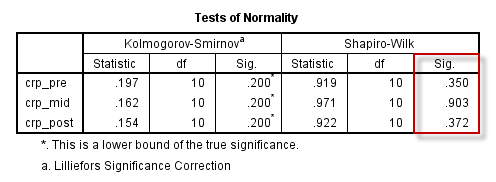 Tests of Normality
Kolmogorov-Smirnov^a Shapiro-Wilk
Statistic df Sig. Statistic df Sig.
crp_pre .197 10 .200* .919 10 .350
crp_mid .162 10 .200* .971 10 .903
crp_post .154 10 .200* .922 10 .372
*. This is a lower bound of the true significance.
a. Lilliefors Significance Correction